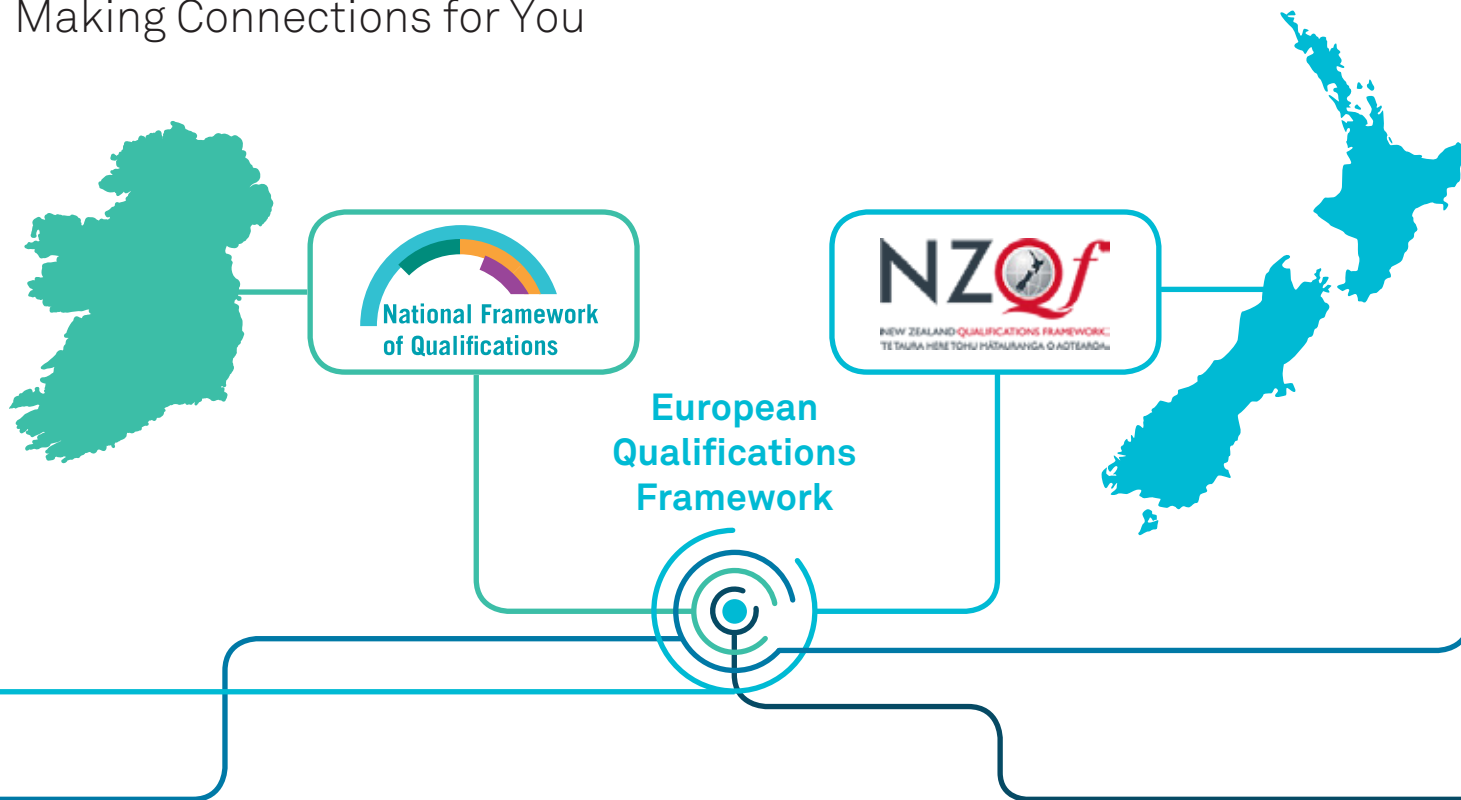 Making Connections for You
National Framework
of Qualifications
NZQf
NEW ZEALAND QUALIFICATIONS FRAMEWORK
TE TAURA HERE TOHU MĀTAURANGA O AOTEAROA
European
Qualifications
Framework